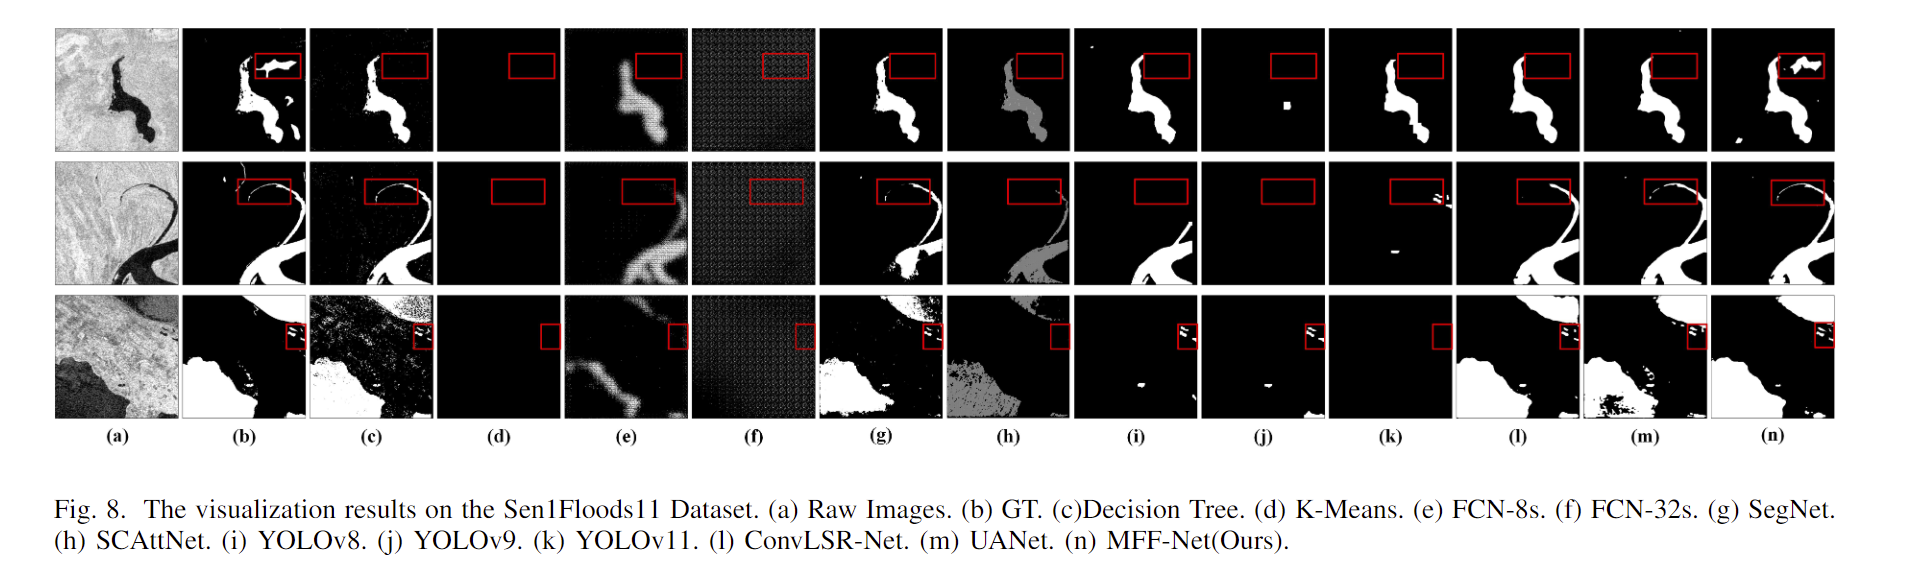 (a) (b) (c) (d) (e) (f) (g) (h) (i) (j) (k) (l) (m) (n)
Fig. 8. The visualization results on the Sen1Floods11 Dataset. (a) Raw Images. (b) GT. (c)Decision Tree. (d) K-Means. (e) FCN-8s. (f) FCN-32s. (g) SegNet.
(h) SCAttNet. (i) YOLOv8. (j) YOLOv9. (k) YOLOv11. (l) ConvLSR-Net. (m) UANet. (n) MFF-Net(Ours).